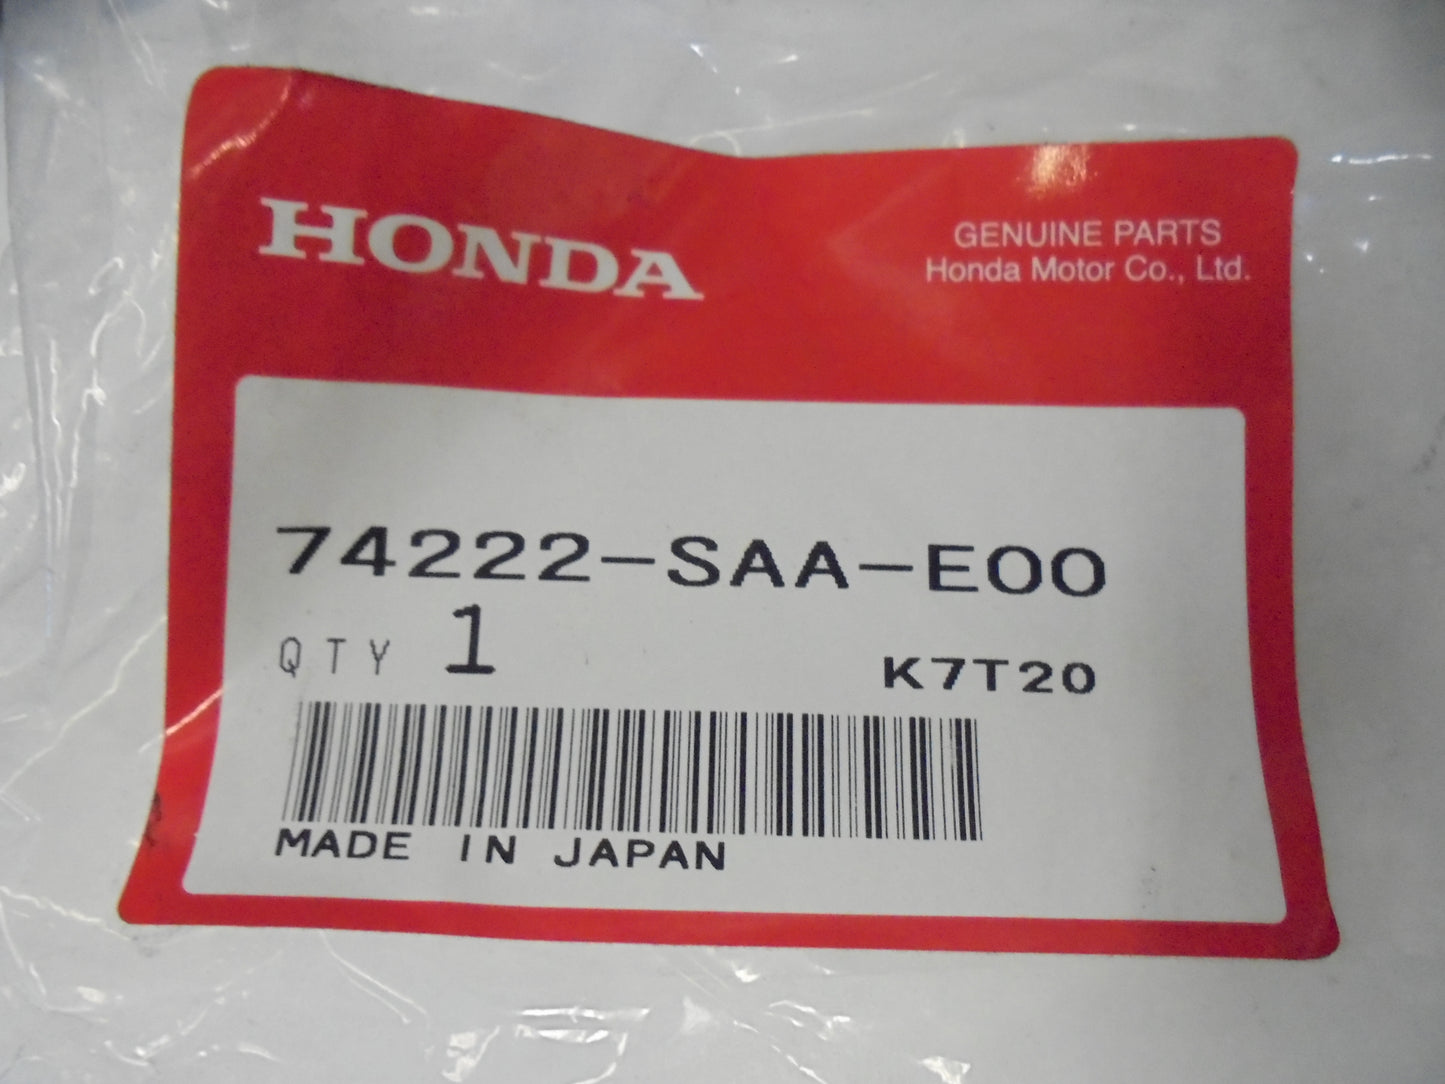 HONDA
GENUINE PARTS
Honda Motor Co., Ltd.
74222-SAA-E00
QTY 1
K7T20
MADE IN JAPAN